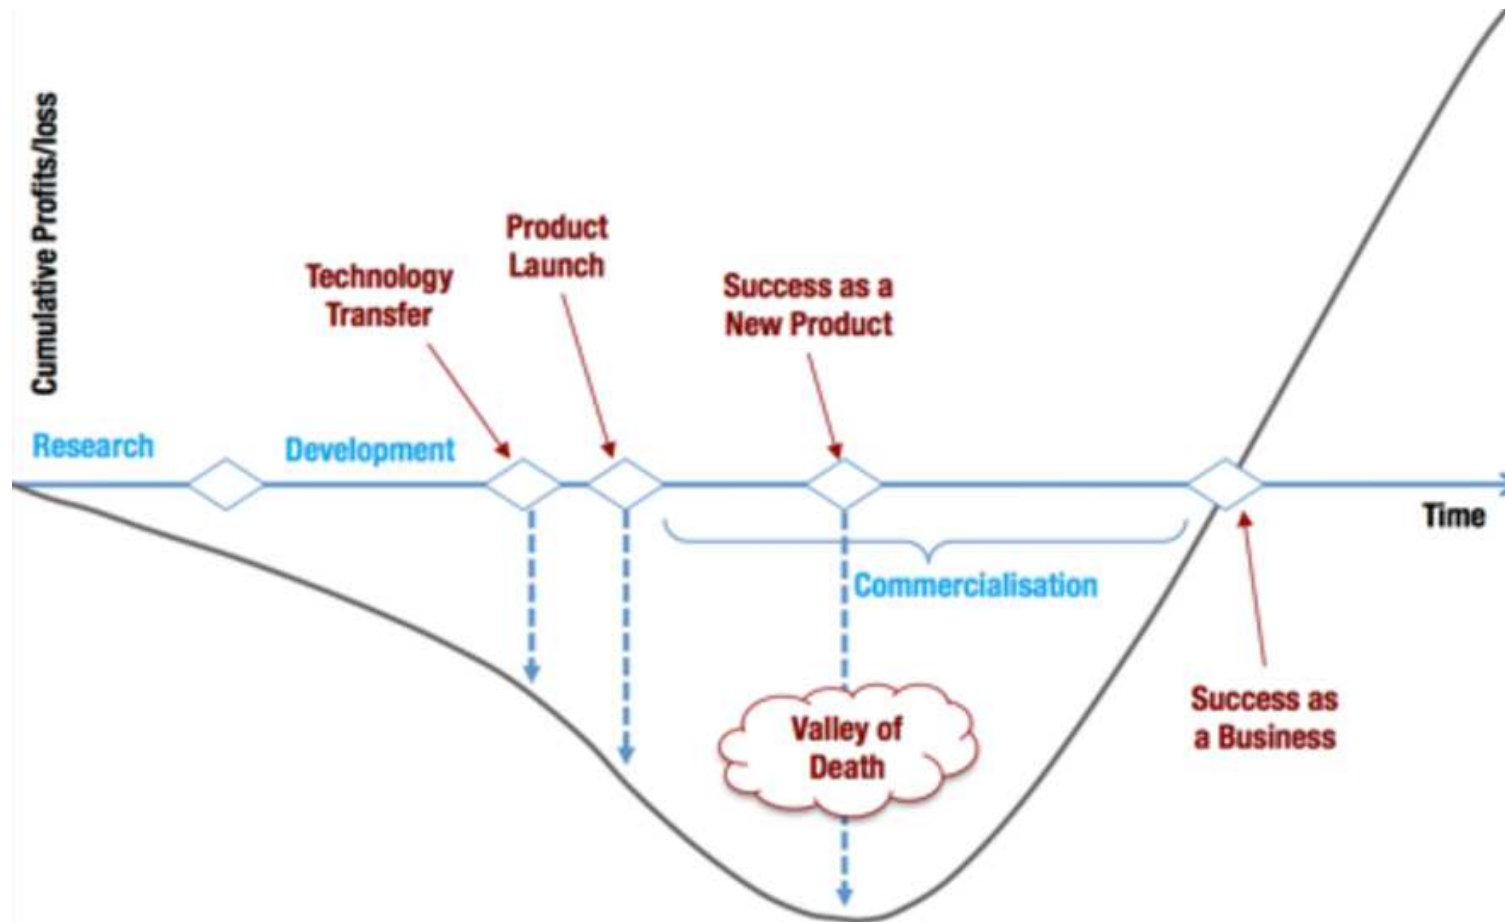 Cumulative Profits/loss
Product
Launch
Technology
Transfer
Success as a
New Product
Research
Development
Time
Commercialisation
Valley of
Death
Success as
a Business